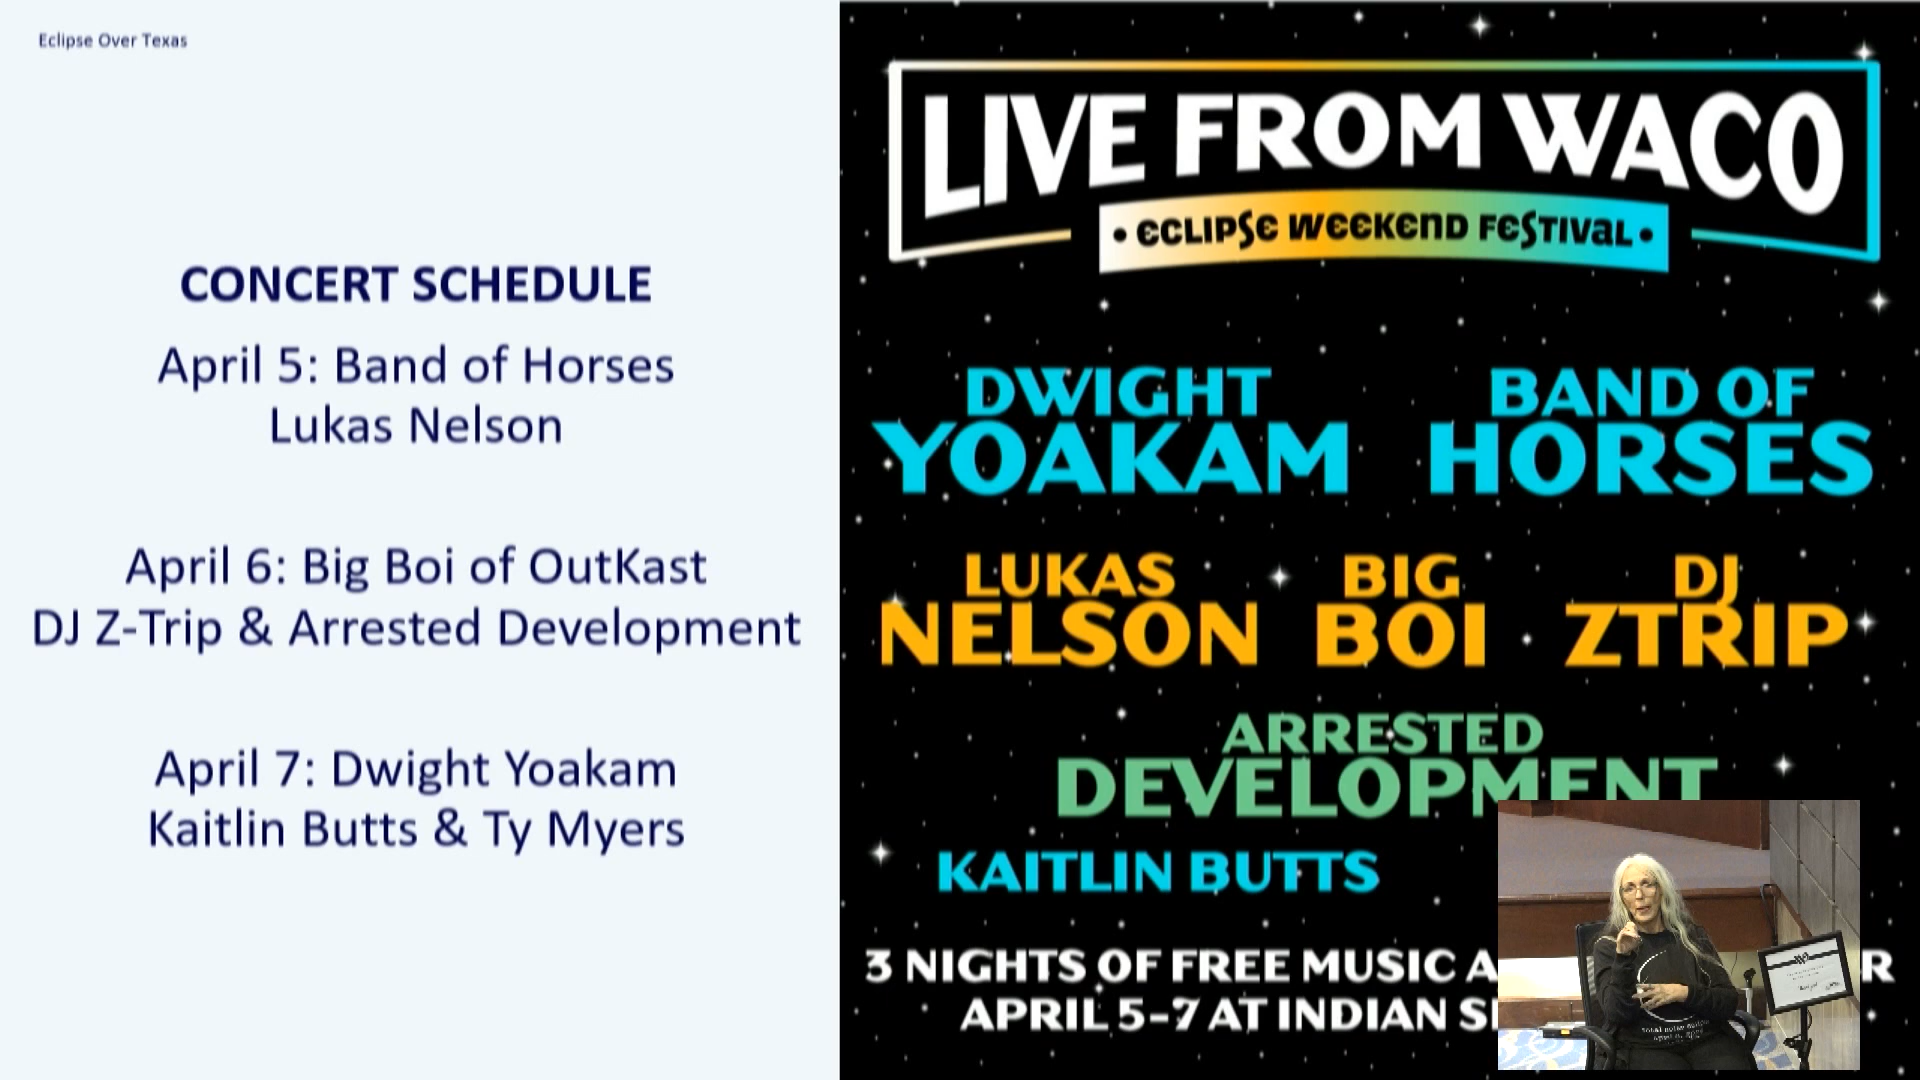 Eclipse Over Texas
CONCERT SCHEDULE
April 5: Band of Horses
Lukas Nelson
April 6: Big Boi of OutKast
DJ Z-Trip & Arrested Development
April 7: Dwight Yoakam
Kaitlin Butts & Ty Myers
LIVE FROM WACO
• ECLIPSE WEEKEND FESTIVAL •
DWIGHT
YOAKAM
BAND OF
HORSES
LUKAS
NELSON
BIG
BOI
DJ
ZTRIP
ARRESTED
DEVELOPMENT
KAITLIN BUTTS
3 NIGHTS OF FREE MUSIC
APRIL 5-7 AT INDIAN